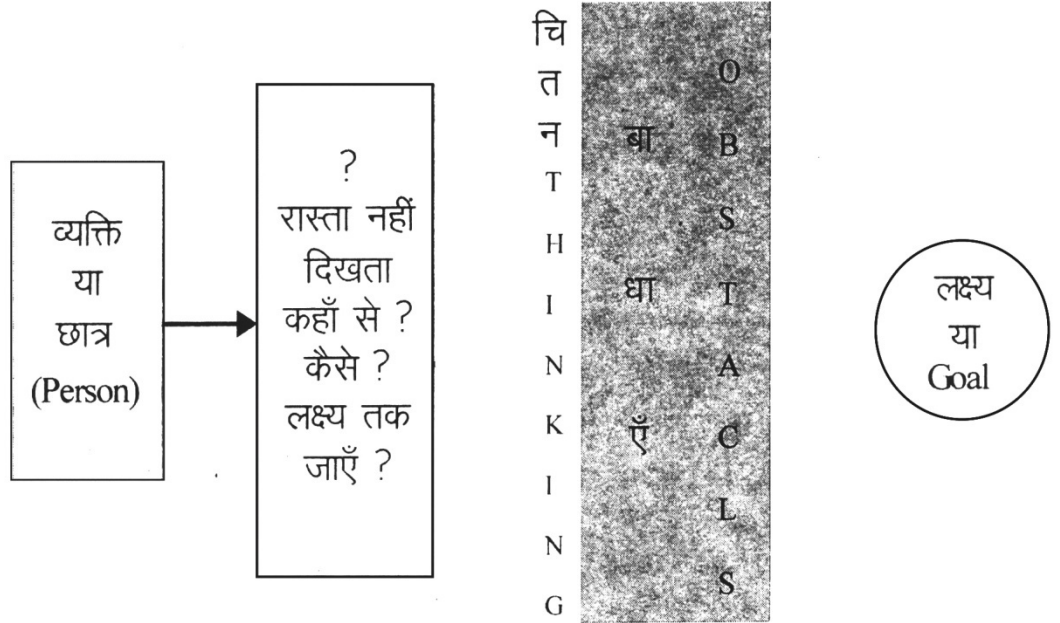 व्यक्ति
या
छात्र
(Person)
?
रास्ता नहीं
दिखता
कहाँ से ?
कैसे ?
लक्ष्य तक
जाएँ ?
चि
त
न
T
H
I
N
K
I
N
G
बा
धा
एँ
O
B
S
T
A
C
L
S
लक्ष्य
या
Goal